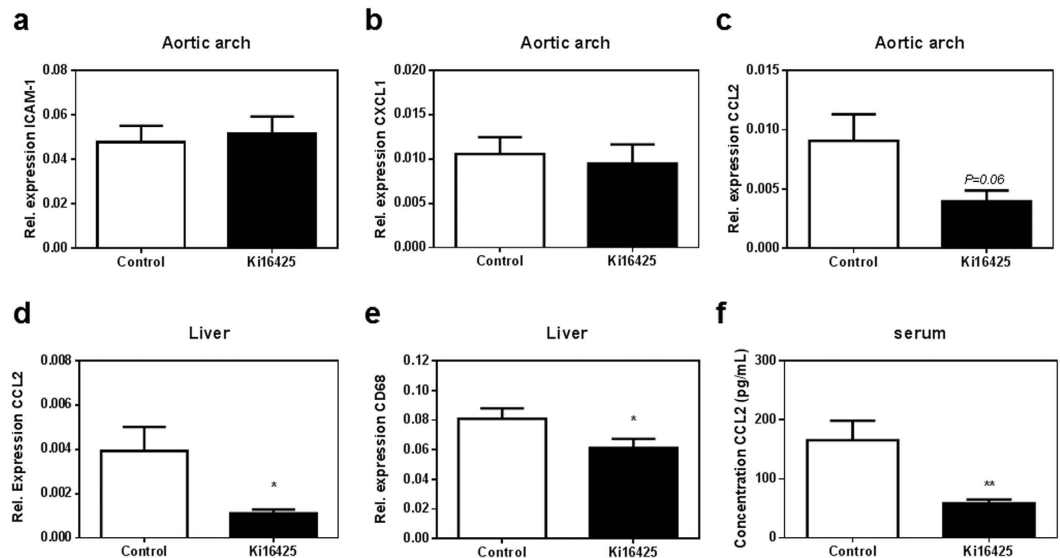 a
Aortic arch
Rel. expression ICAM-1
0.08
0.06
0.04
0.02
0.00
Control
Ki16425
b
Aortic arch
Rel. expression CXCL1
0.020
0.015
0.010
0.005
0.000
Control
Ki16425
c
Aortic arch
Rel. expression CCL2
0.015
0.010
0.005
0.000
P=0.06
Control
Ki16425
d
Liver
Rel. Expression CCL2
0.008
0.006
0.004
0.002
0.000
*
Control
Ki16425
e
Liver
Rel. expression CD68
0.12
0.10
0.08
0.06
0.04
0.02
0.00
*
Control
Ki16425
f
serum
Concentration CCL2 (pg/mL)
300
200
100
50
0
**
Control
Ki16425